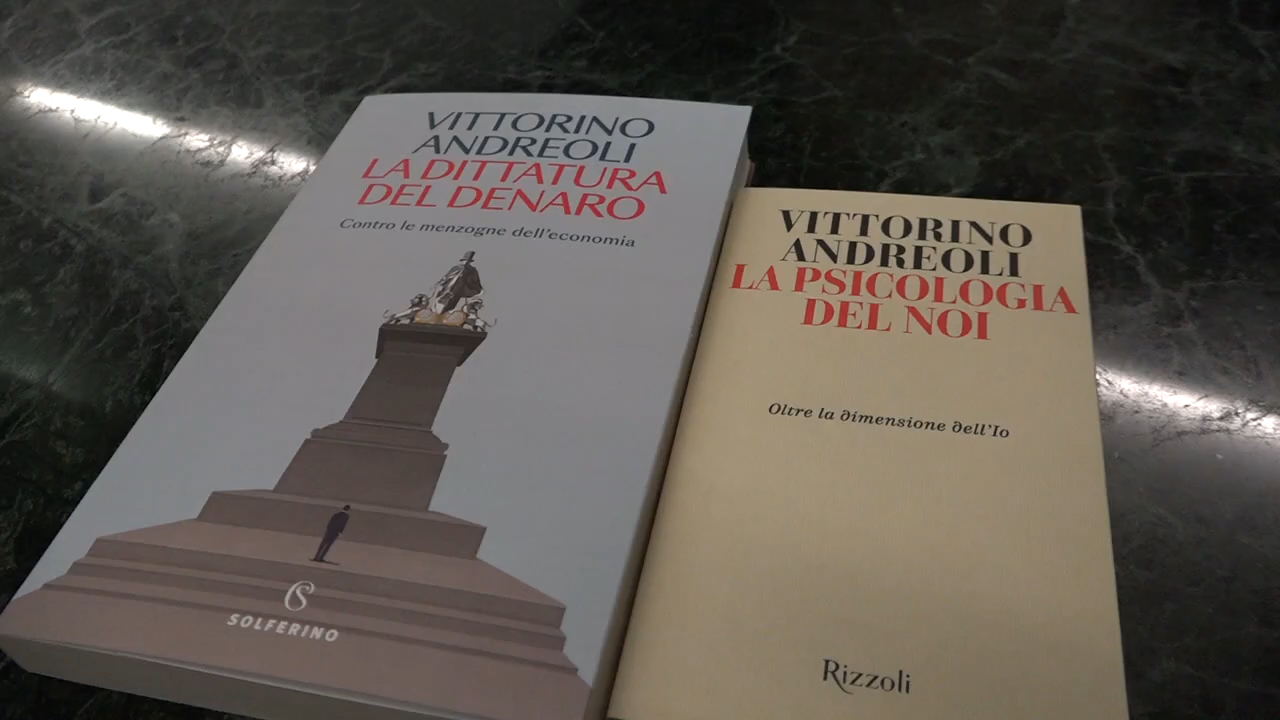 VITTORINO
ANDREOLI
LA DITTATURA
DEL DENARO
Contro le menzogne dell'economia
SOLFERINO
VITTORINO
ANDREOLI
LA PSICOLOGIA
DEL NOI
Oltre la dimensione dell'Io
Rizzoli